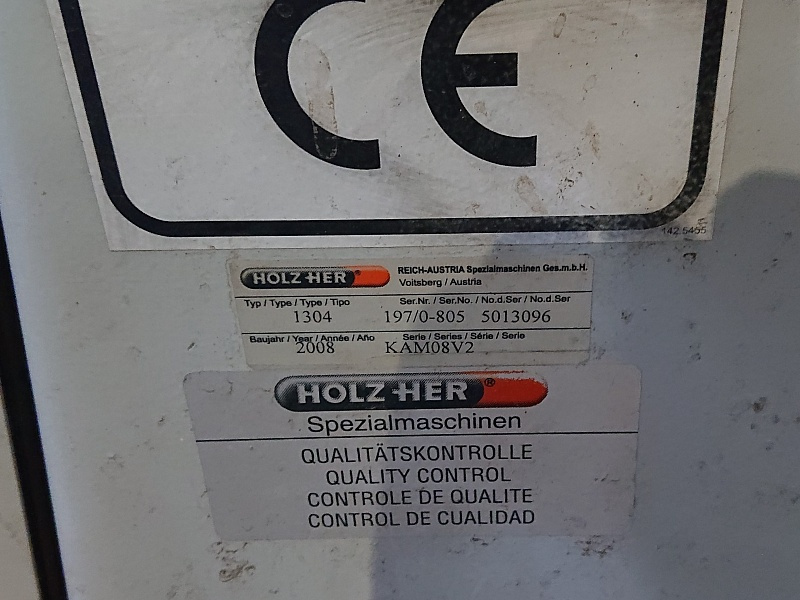 CE
142.5455
HOLZ-HER® REICH-AUSTRIA Spezialmaschinen Ges.m.b.H.
Voitsberg / Austria
Typ / Type / Type / Tipo Ser.Nr. / Ser.No. / No.d.Ser / No.d.Ser
1304 197/0-805 5013096
Baujahr / Year / Année / Año Serie / Series / Série / Serie
2008 KAM08V2
HOLZ-HER®
Spezialmaschinen
QUALITÄTSKONTROLLE
QUALITY CONTROL
CONTROLE DE QUALITE
CONTROL DE CUALIDAD